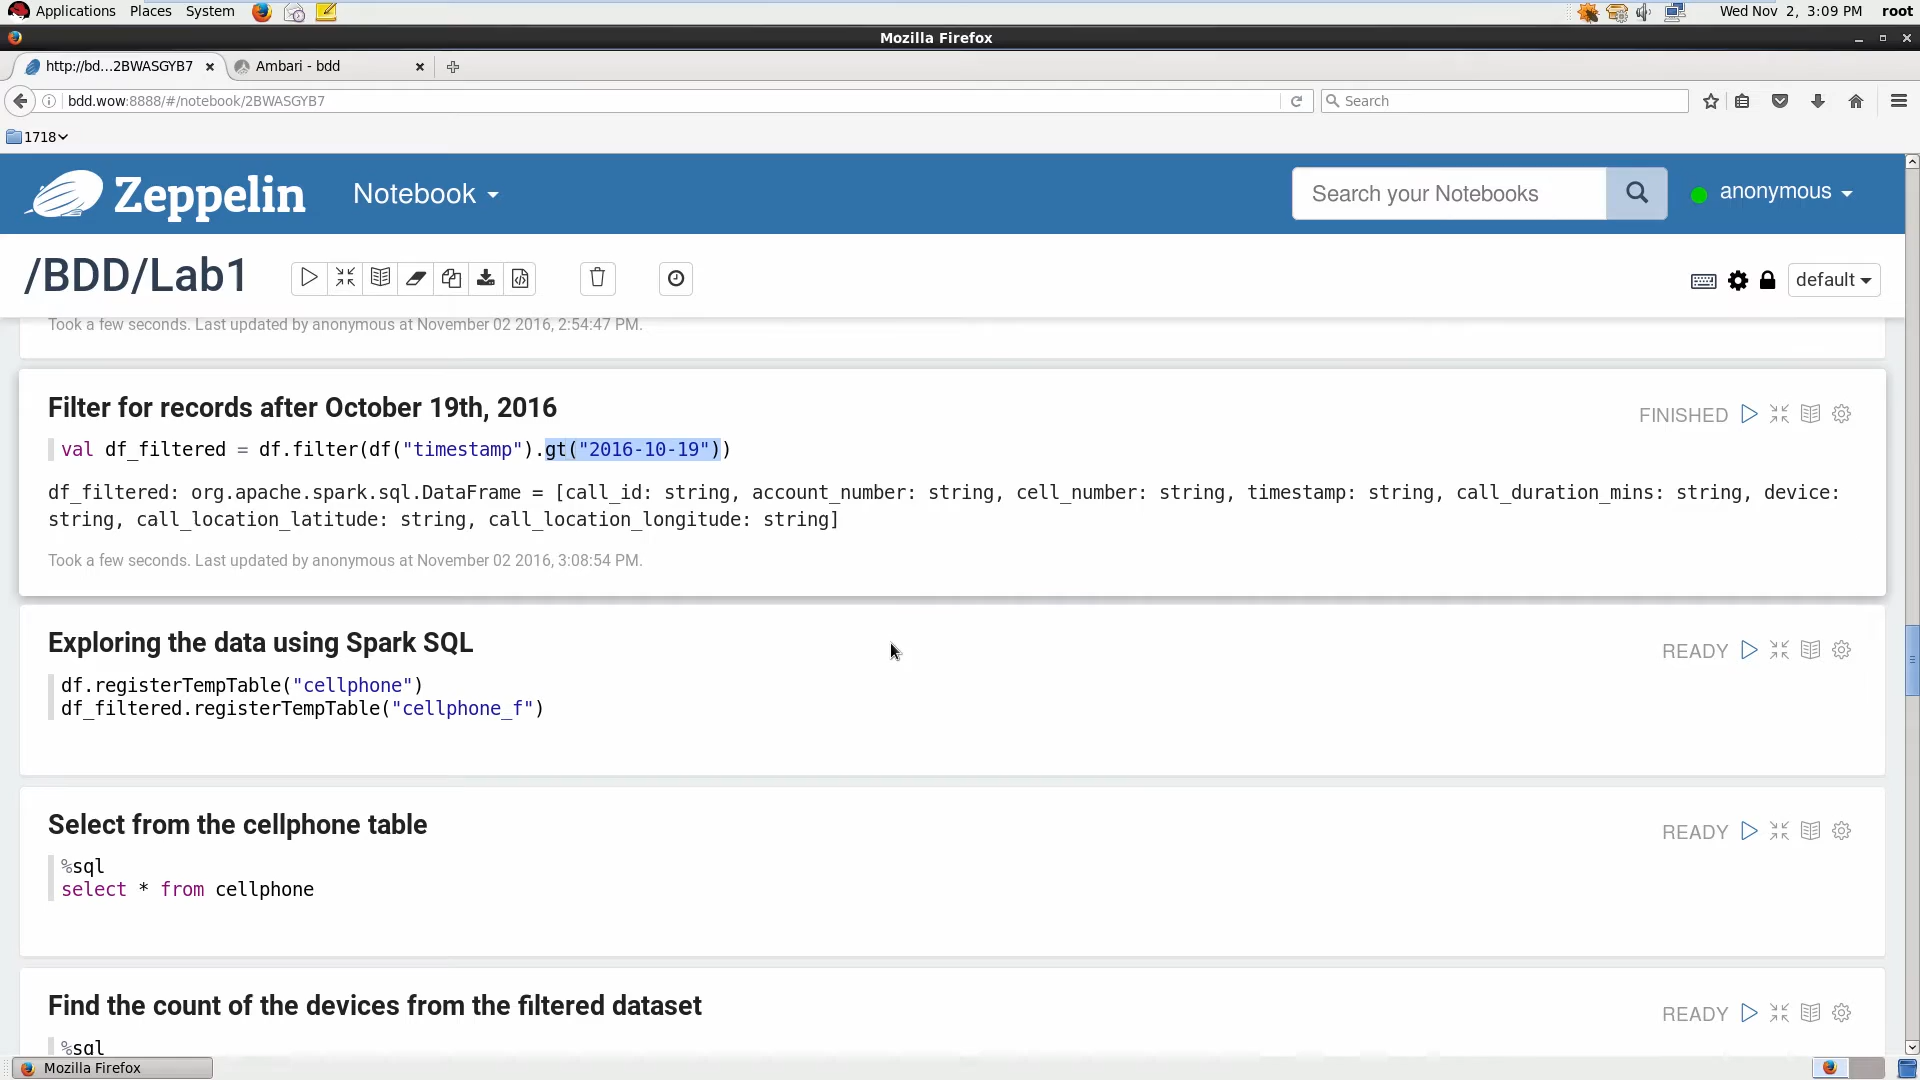 Applications Places System
Wed Nov 2, 3:09 PM root
Mozilla Firefox
http://bd...2BWASGYB7
Ambari - bdd
bdd.wow:8888/#/notebook/2BWASGYB7
Search
1718
Zeppelin
Notebook
Search your Notebooks
anonymous
/BDD/Lab1
default
Took a few seconds. Last updated by anonymous at November 02 2016, 2:54:47 PM.
Filter for records after October 19th, 2016
FINISHED
val df_filtered = df.filter(df("timestamp").gt("2016-10-19"))
df_filtered: org.apache.spark.sql.DataFrame = [call_id: string, account_number: string, cell_number: string, timestamp: string, call_duration_mins: string, device:
string, call_location_latitude: string, call_location_longitude: string]
Took a few seconds. Last updated by anonymous at November 02 2016, 3:08:54 PM.
Exploring the data using Spark SQL
READY
df.registerTempTable("cellphone")
df_filtered.registerTempTable("cellphone_f")
Select from the cellphone table
READY
%sql
select * from cellphone
Find the count of the devices from the filtered dataset
READY
%sql
Mozilla Firefox